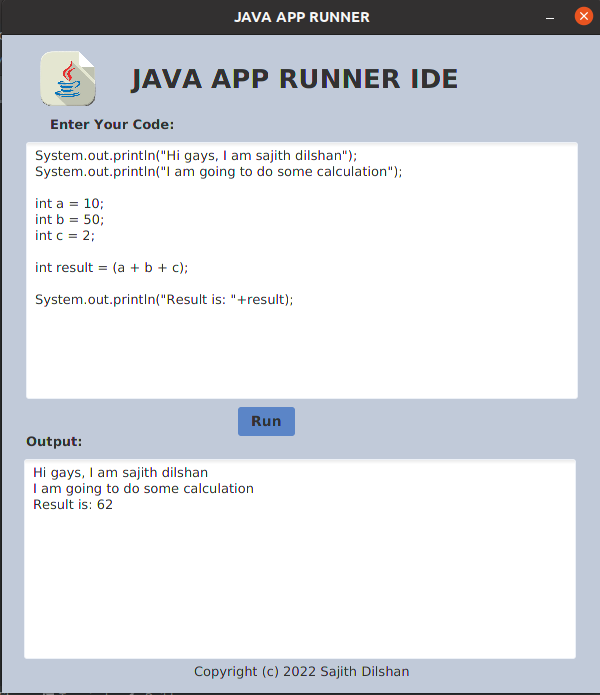 JAVA APP RUNNER
JAVA APP RUNNER IDE
Enter Your Code:
System.out.println("Hi gays, I am sajith dilshan");
System.out.println("I am going to do some calculation");
int a = 10;
int b = 50;
int c = 2;
int result = (a + b + c);
System.out.println("Result is: "+result);
Run
Output:
Hi gays, I am sajith dilshan
I am going to do some calculation
Result is: 62
Copyright (c) 2022 Sajith Dilshan